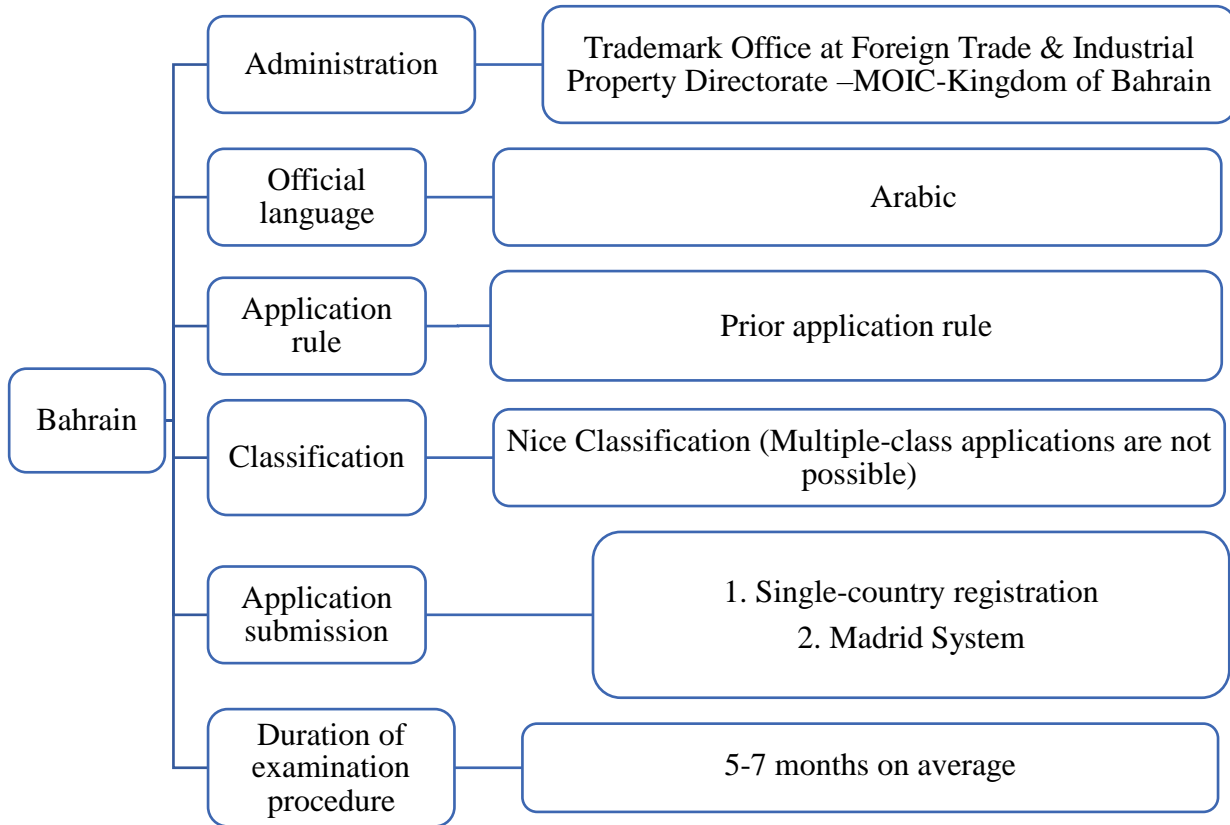 Administration
Trademark Office at Foreign Trade & Industrial
Property Directorate –MOIC-Kingdom of Bahrain
Official
language
Arabic
Application
rule
Prior application rule
Bahrain
Classification
Nice Classification (Multiple-class applications are not
possible)
Application
submission
1. Single-country registration
2. Madrid System
Duration of
examination
procedure
5-7 months on average